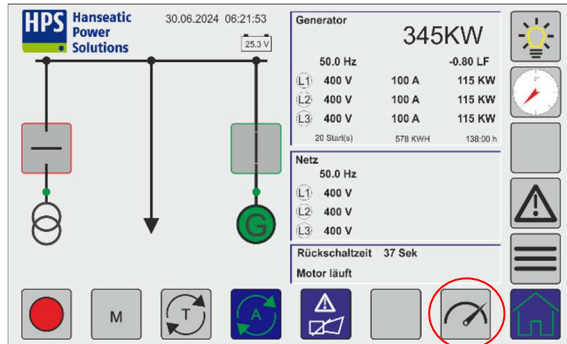 HPS Hanseatic
Power
Solutions
30.06.2024 06:21:53
25.3 V
Generator
345KW
50.0 Hz -0.80 LF
L1 400 V 100 A 115 KW
L2 400 V 100 A 115 KW
L3 400 V 100 A 115 KW
20 Start(s) 578 KWH 138:00 h
Netz
50.0 Hz
L1 400 V
L2 400 V
L3 400 V
Rückschaltzeit 37 Sek
Motor läuft
G
M
T
A